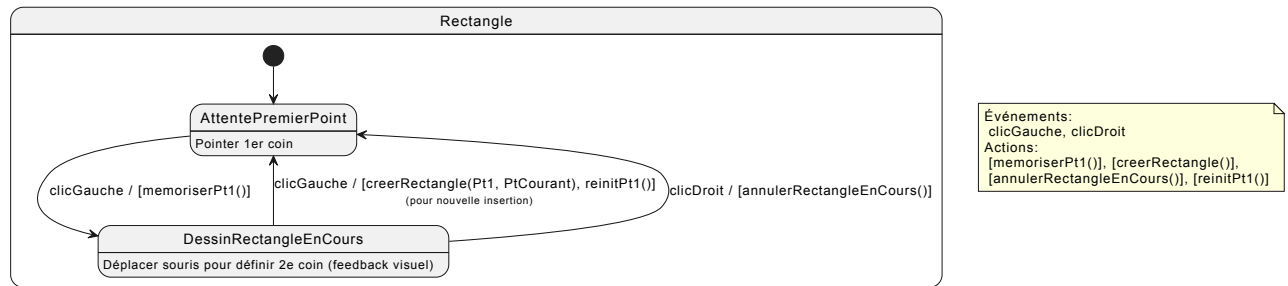 Rectangle
AttentePremierPoint
Pointer 1er coin
clicGauche / [memoriserPt1()]
clicGauche / [creerRectangle(Pt1, PtCourant), reinitPt1()]
(pour nouvelle insertion)
clicDroit / [annulerRectangleEnCours()]
DessinRectangleEnCours
Déplacer souris pour définir 2e coin (feedback visuel)
Événements:
clicGauche, clicDroit
Actions:
[memoriserPt1()], [creerRectangle()],
[annulerRectangleEnCours()], [reinitPt1()]